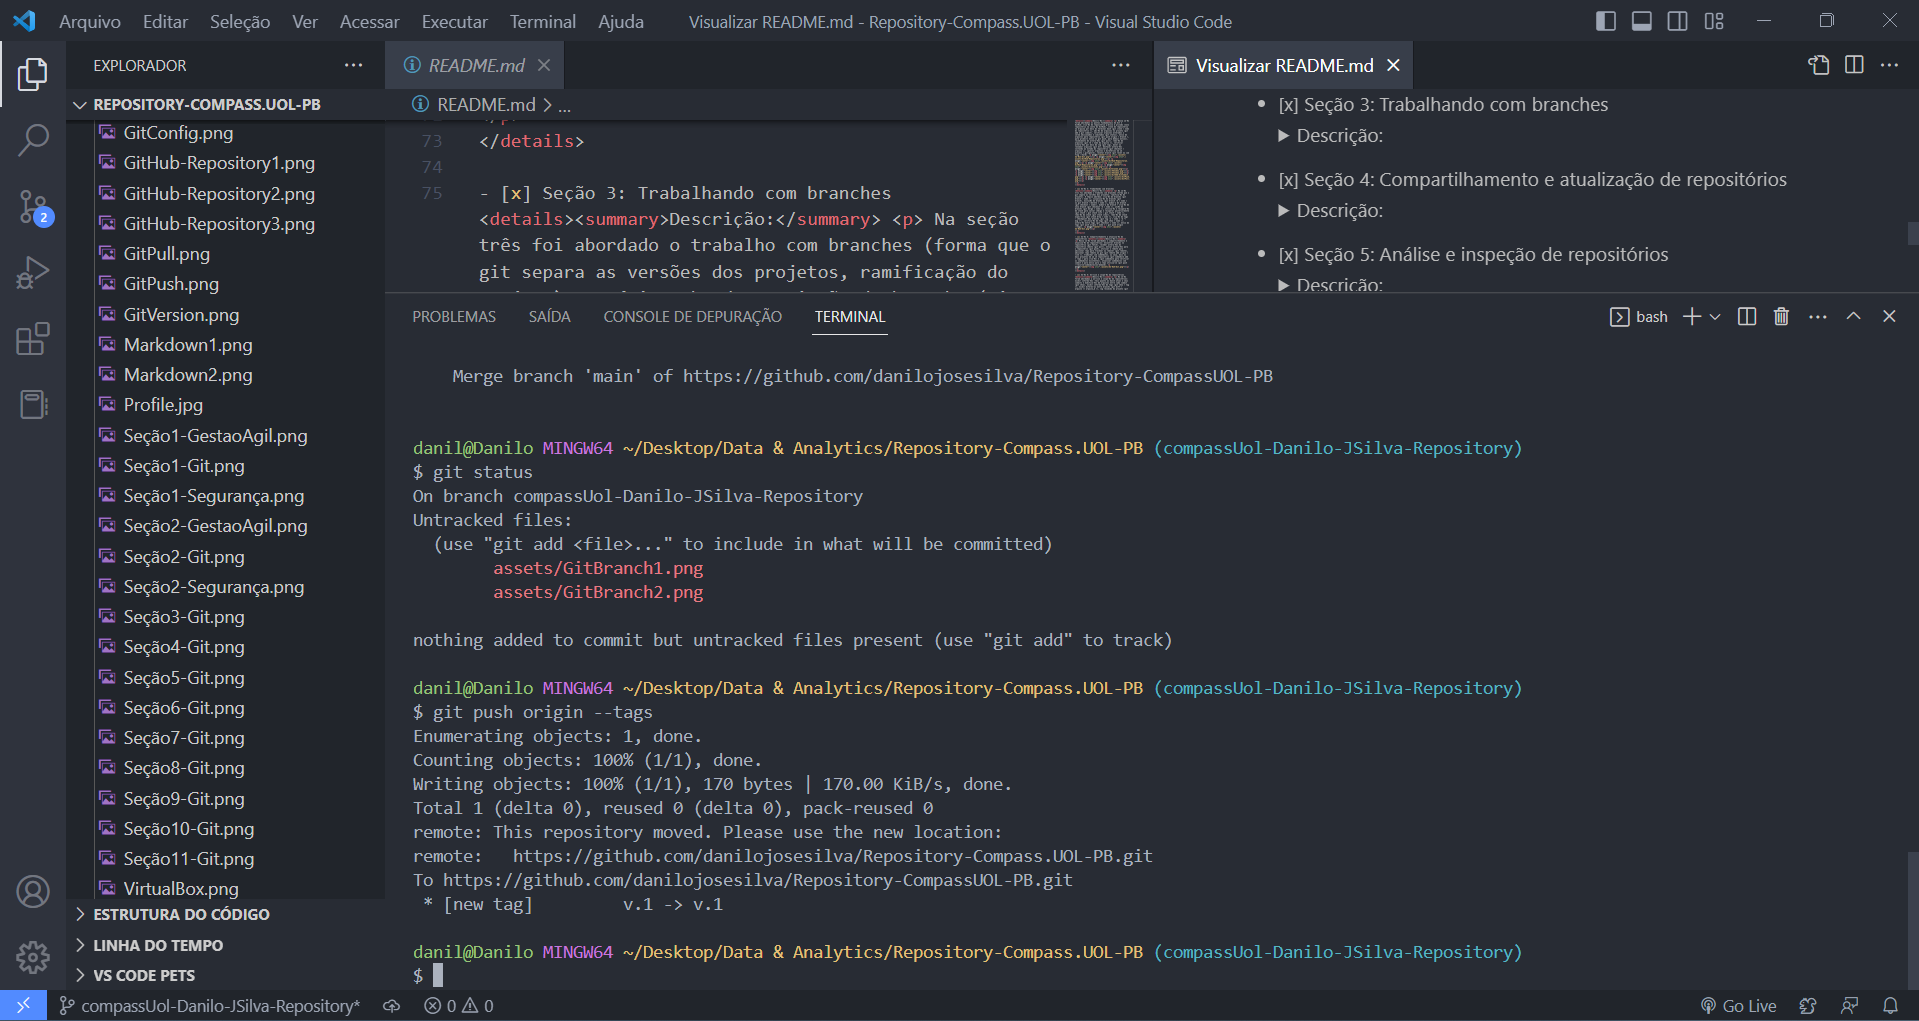 Arquivo Editar Seleção Ver Acessar Executar Terminal Ajuda
Visualizar README.md - Repository-Compass.UOL-PB - Visual Studio Code
EXPLORADOR
REPOSITORY-COMPASS.UOL-PB
GitConfig.png
GitHub-Repository1.png
GitHub-Repository2.png
GitHub-Repository3.png
GitPull.png
GitPush.png
GitVersion.png
Markdown1.png
Markdown2.png
Profile.jpg
Seção1-GestaoAgil.png
Seção1-Git.png
Seção1-Segurança.png
Seção2-GestaoAgil.png
Seção2-Git.png
Seção2-Segurança.png
Seção3-Git.png
Seção4-Git.png
Seção5-Git.png
Seção6-Git.png
Seção7-Git.png
Seção8-Git.png
Seção9-Git.png
Seção10-Git.png
Seção11-Git.png
VirtualBox.png
ESTRUTURA DO CÓDIGO
LINHA DO TEMPO
VS CODE PETS
2
README.md
README.md > ...
73 </details>
74
75 - [x] Seção 3: Trabalhando com branches
<details><summary>Descrição:</summary> <p> Na seção
três foi abordado o trabalho com branches (forma que o
git separa as versões dos projetos, ramificação do
Visualizar README.md
• [x] Seção 3: Trabalhando com branches
▶ Descrição:
• [x] Seção 4: Compartilhamento e atualização de repositórios
▶ Descrição:
• [x] Seção 5: Análise e inspeção de repositórios
▶ Descrição:
PROBLEMAS SAÍDA CONSOLE DE DEPURAÇÃO TERMINAL
bash
Merge branch 'main' of https://github.com/danilojosesilva/Repository-CompassUOL-PB
danil@Danilo MINGW64 ~/Desktop/Data & Analytics/Repository-Compass.UOL-PB (compassUol-Danilo-JSilva-Repository)
$ git status
On branch compassUol-Danilo-JSilva-Repository
Untracked files:
(use "git add <file>..." to include in what will be committed)
assets/GitBranch1.png
assets/GitBranch2.png
nothing added to commit but untracked files present (use "git add" to track)
danil@Danilo MINGW64 ~/Desktop/Data & Analytics/Repository-Compass.UOL-PB (compassUol-Danilo-JSilva-Repository)
$ git push origin --tags
Enumerating objects: 1, done.
Counting objects: 100% (1/1), done.
Writing objects: 100% (1/1), 170 bytes | 170.00 KiB/s, done.
Total 1 (delta 0), reused 0 (delta 0), pack-reused 0
remote: This repository moved. Please use the new location:
remote: https://github.com/danilojosesilva/Repository-Compass.UOL-PB.git
To https://github.com/danilojosesilva/Repository-CompassUOL-PB.git
* [new tag] v.1 -> v.1
danil@Danilo MINGW64 ~/Desktop/Data & Analytics/Repository-Compass.UOL-PB (compassUol-Danilo-JSilva-Repository)
$
compassUol-Danilo-JSilva-Repository* 0 0
Go Live